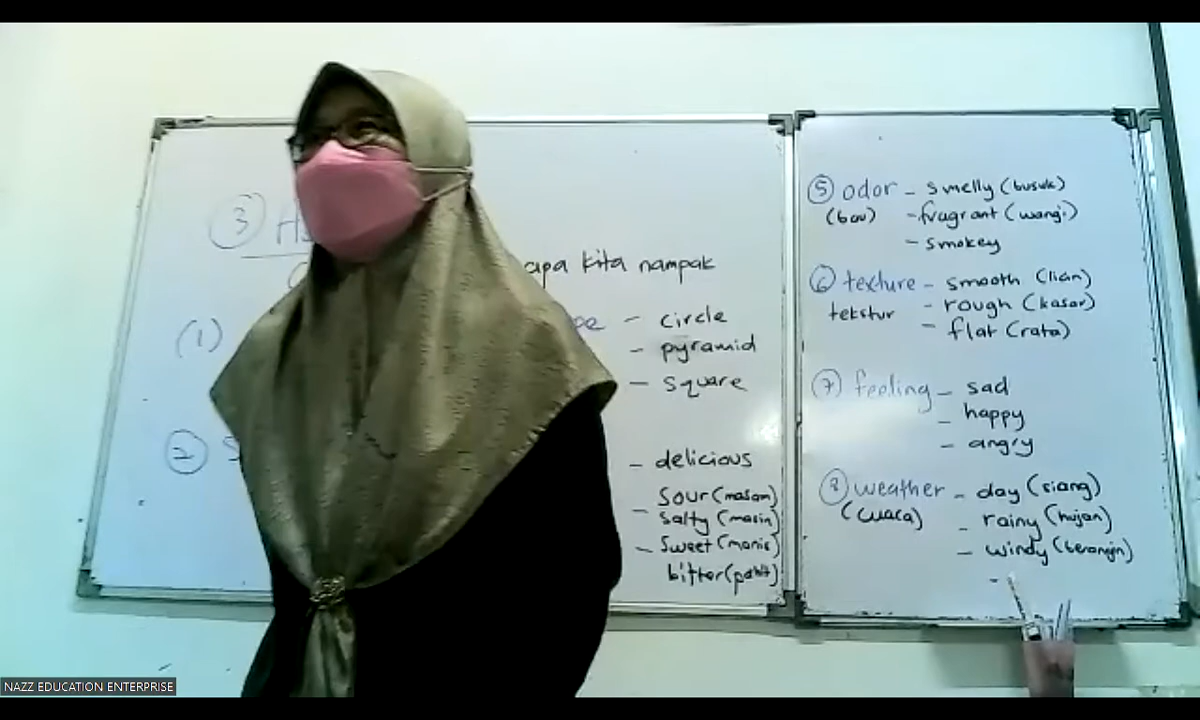 ③
apa kita nampak
(1)
- circle
- pyramid
- square
②
- delicious
- sour (masam)
salty (masin)
- sweet (manis)
bitter (pahit)
⑤ odor - smelly (busuk)
(bau) - fragrant (wangi)
- smokey
⑥ texture - smooth (licin)
tekstur - rough (kasar)
- flat (rata)
⑦ feeling - sad
- happy
- angry
⑧ weather - day (siang)
(cuaca) - rainy (hujan)
- windy (berangin)
-
NAZZ EDUCATION ENTERPRISE